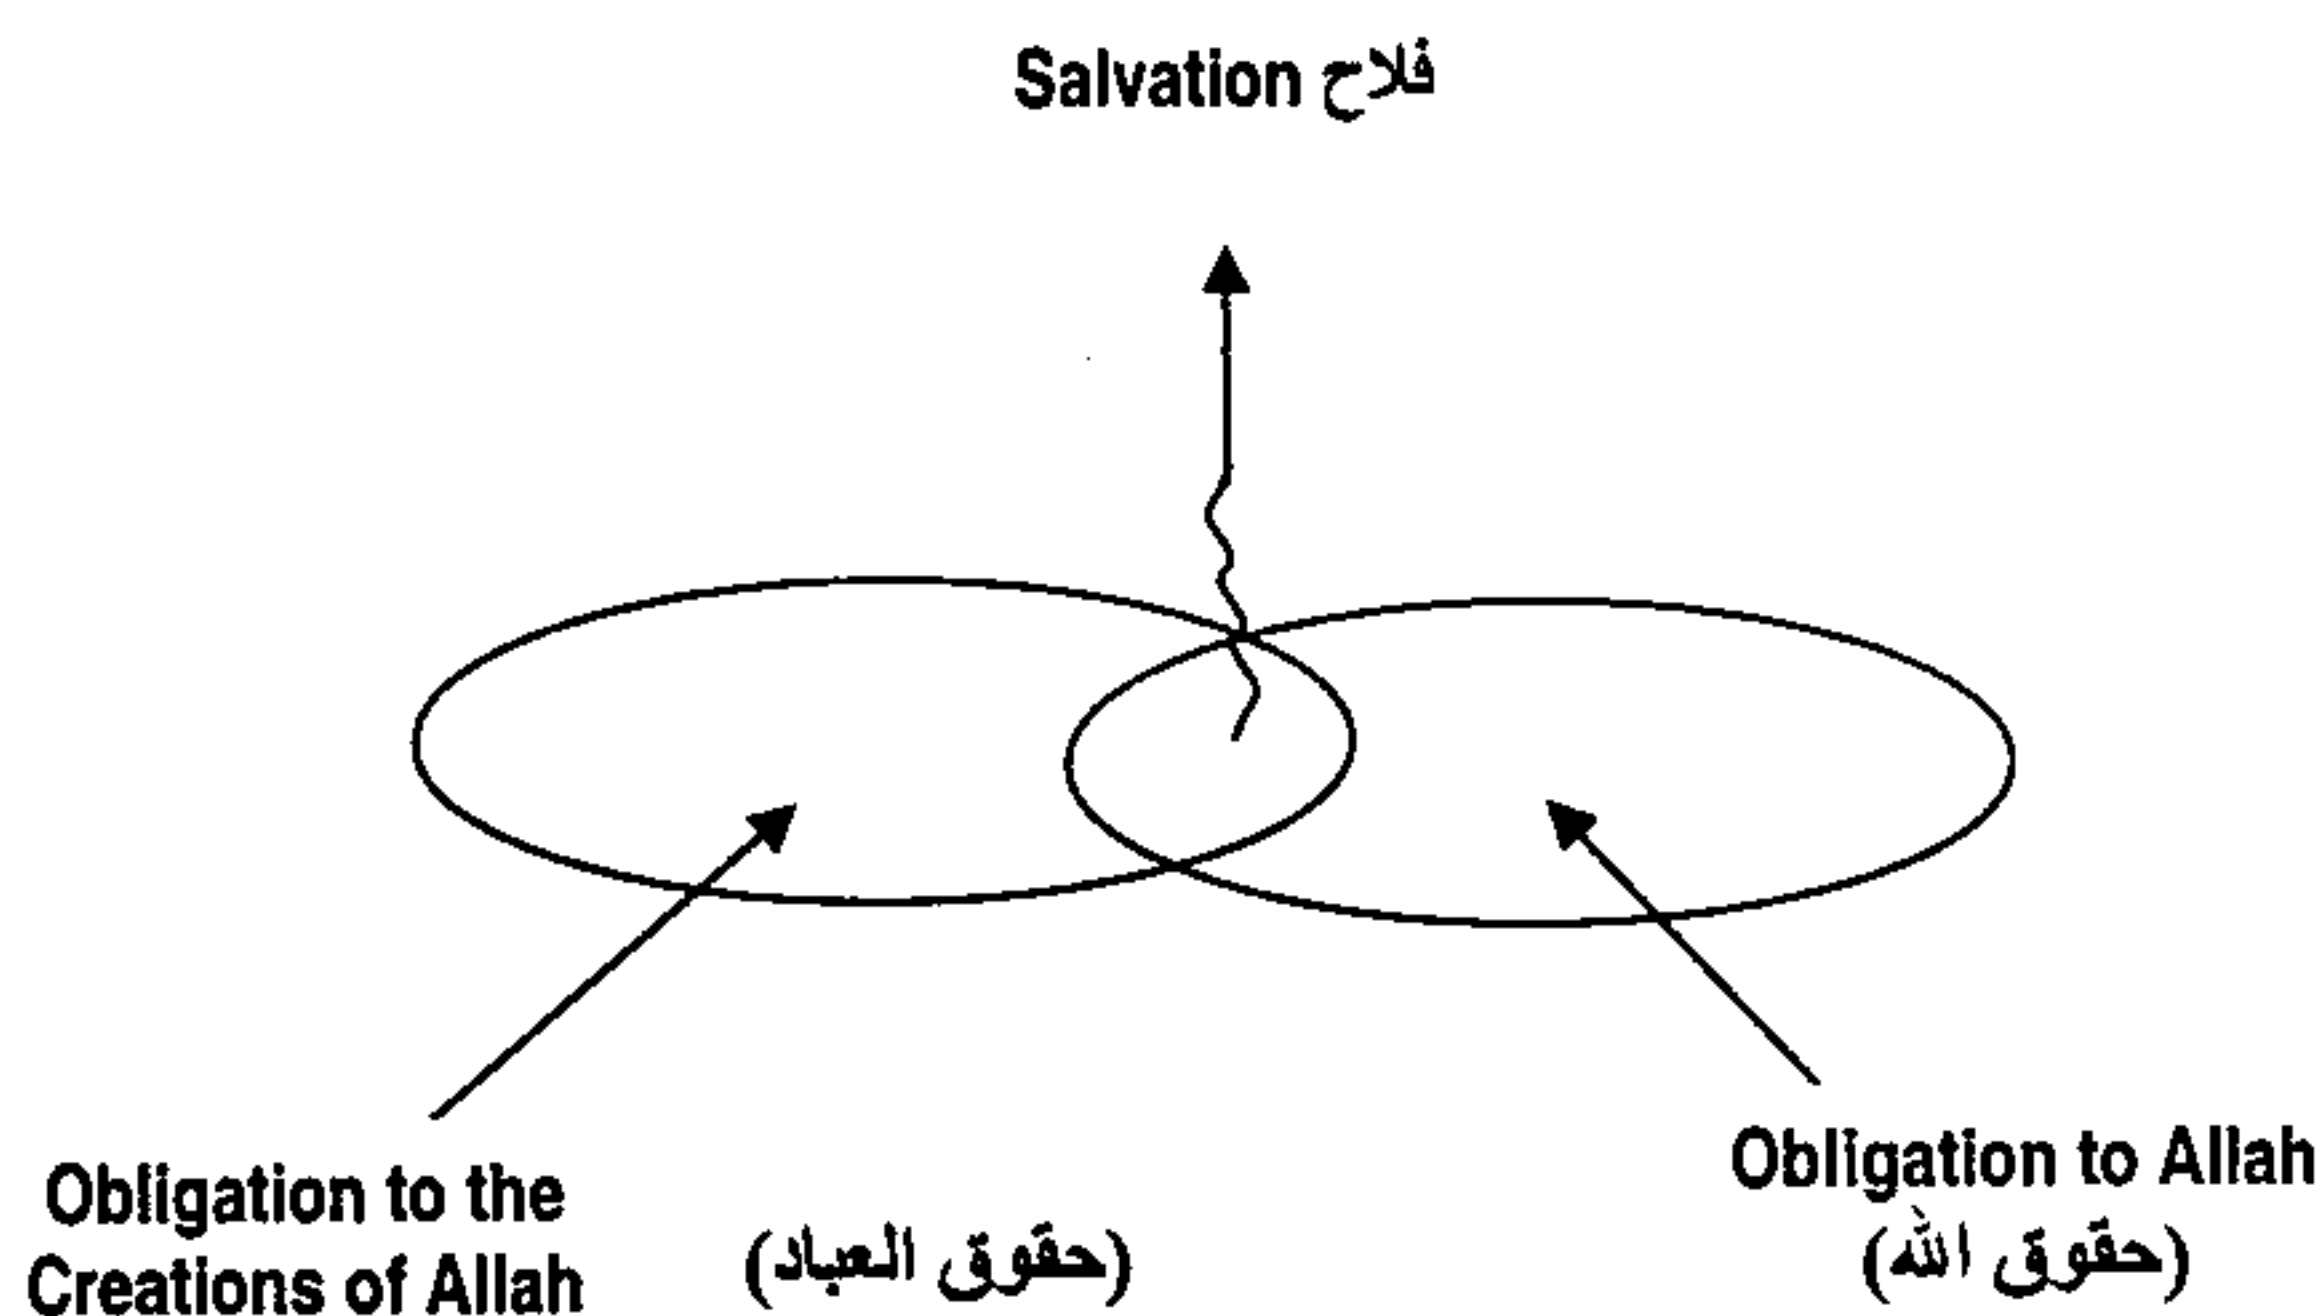 Salvation فلاح
Obligation to the
Creations of Allah
(حقوق العباد)
Obligation to Allah
(حقوق الله)